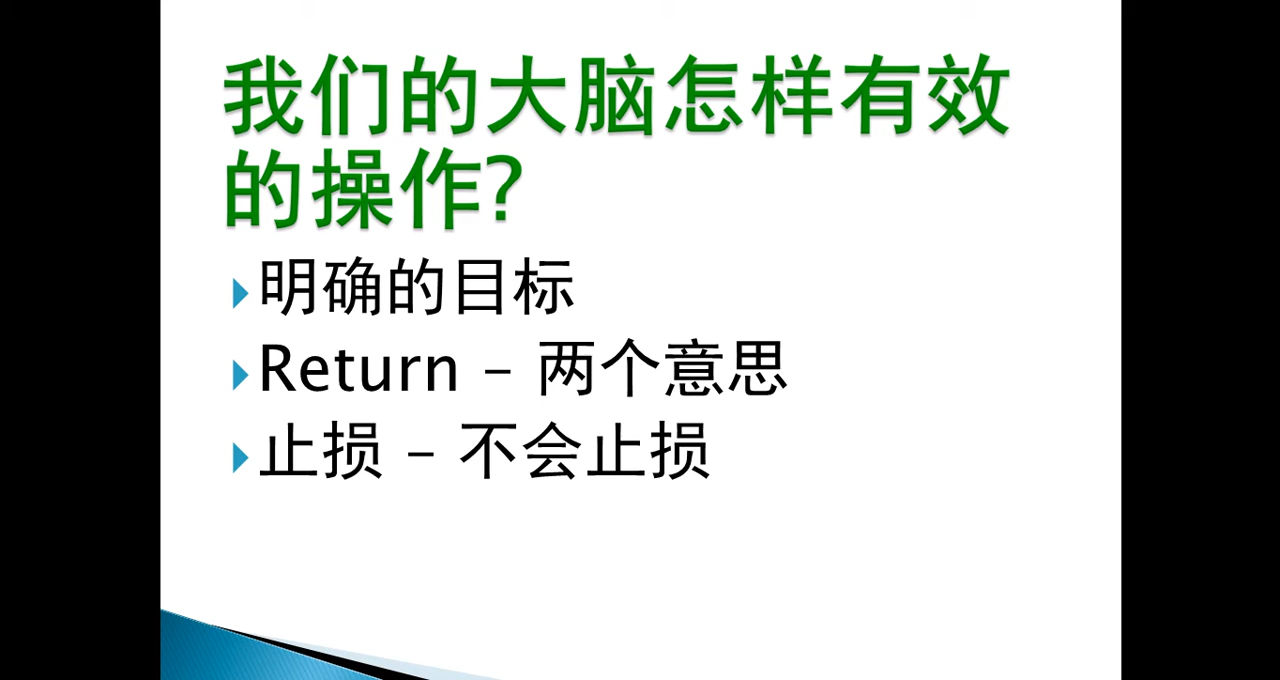 我们的大脑怎样有效
的操作?
明确的目标
Return – 两个意思
止损 – 不会止损